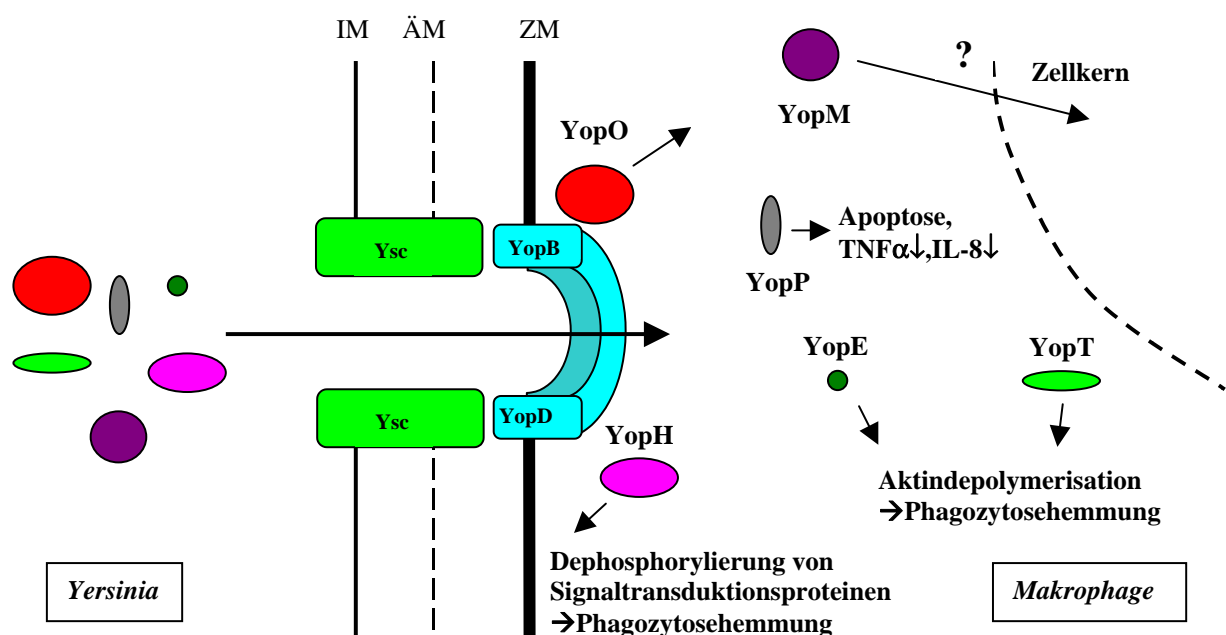 IM ÄM ZM
? Zellkern
YopM
YopO
Ysc
YopB
Apoptose,
TNFα↓,IL-8↓
YopP
YopE
YopT
Ysc
YopD
YopH
Aktindepolymerisation
→Phagozytosehemmung
Dephosphorylierung von
Signaltransduktionsproteinen
→Phagozytosehemmung
Yersinia
Makrophage